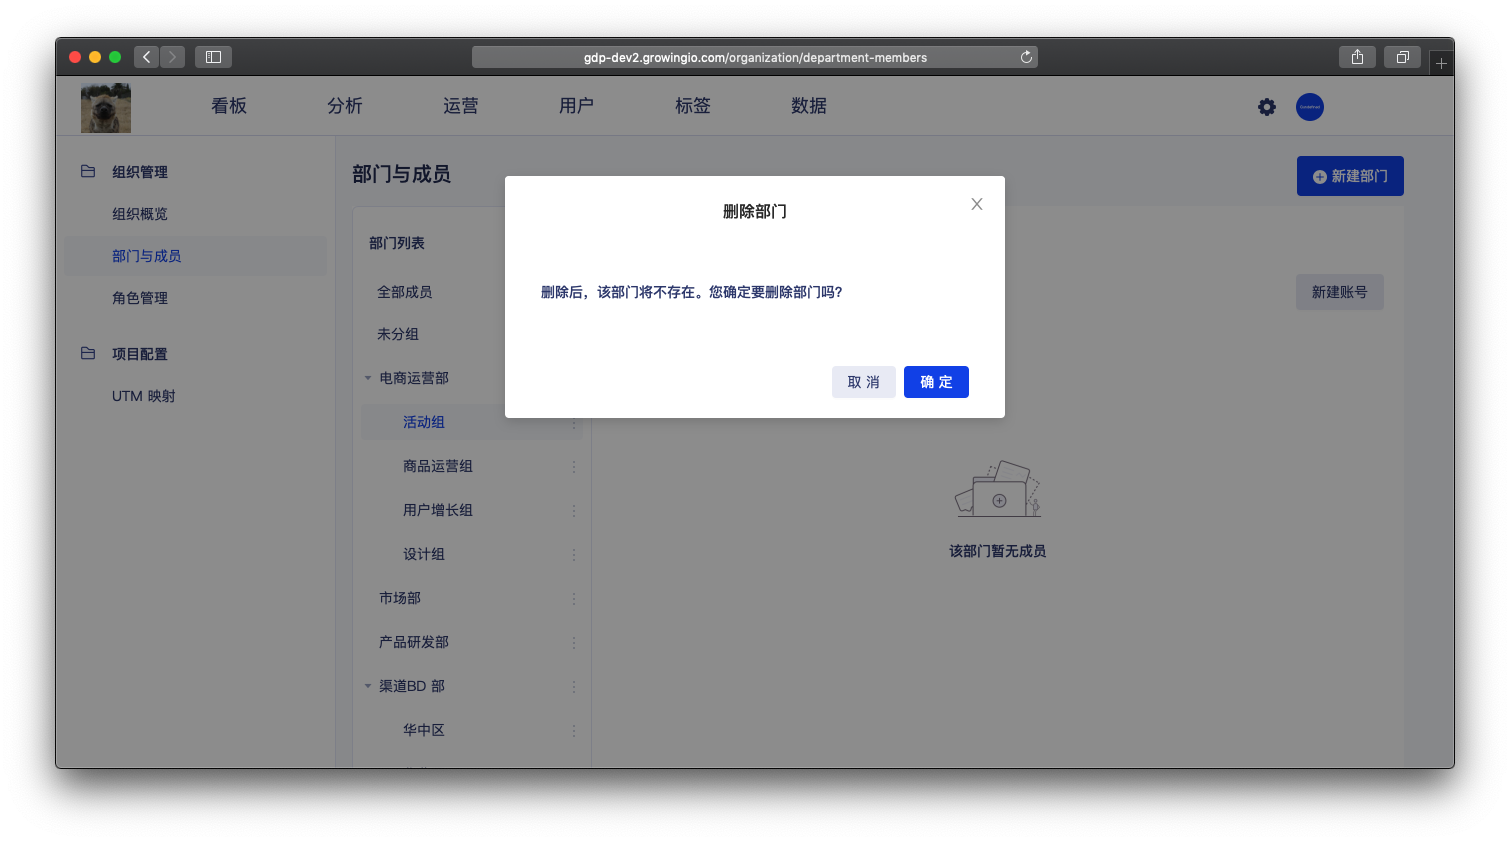 gdp-dev2.growingio.com/organization/department-members
看板
分析
运营
用户
标签
数据
组织管理
组织概览
部门与成员
角色管理
项目配置
UTM 映射
部门与成员
新建部门
部门列表
全部成员
未分组
电商运营部
活动组
商品运营组
用户增长组
设计组
市场部
产品研发部
渠道BD 部
华中区
新建账号
该部门暂无成员
删除部门
删除后，该部门将不存在。您确定要删除部门吗?
取 消
确 定